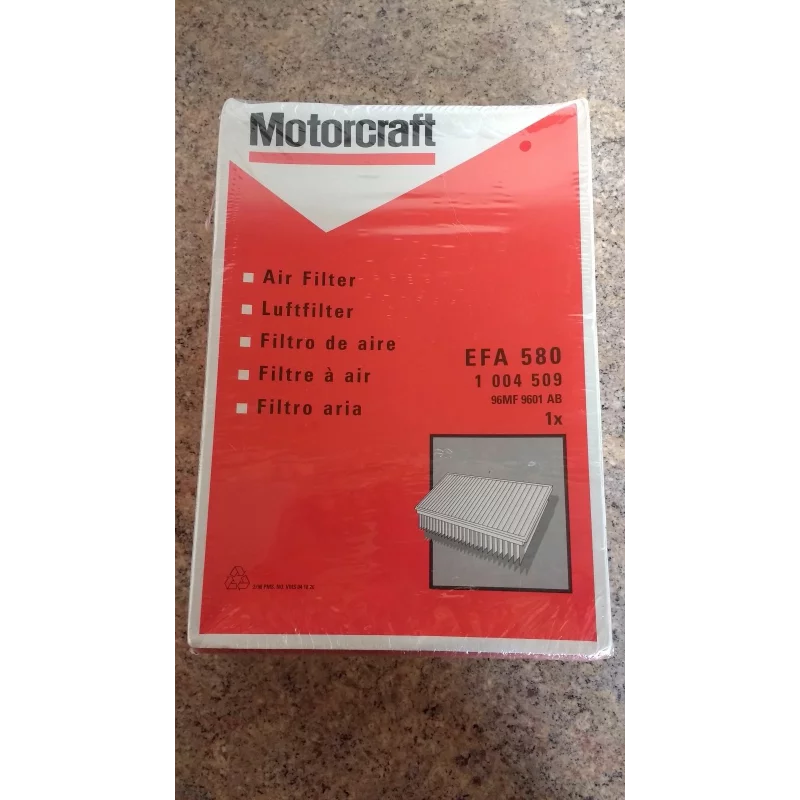 Motorcraft
Air Filter
Luftfilter
Filtro de aire
Filtre à air
Filtro aria
EFA 580
1 004 509
96MF 9601 AB
1x